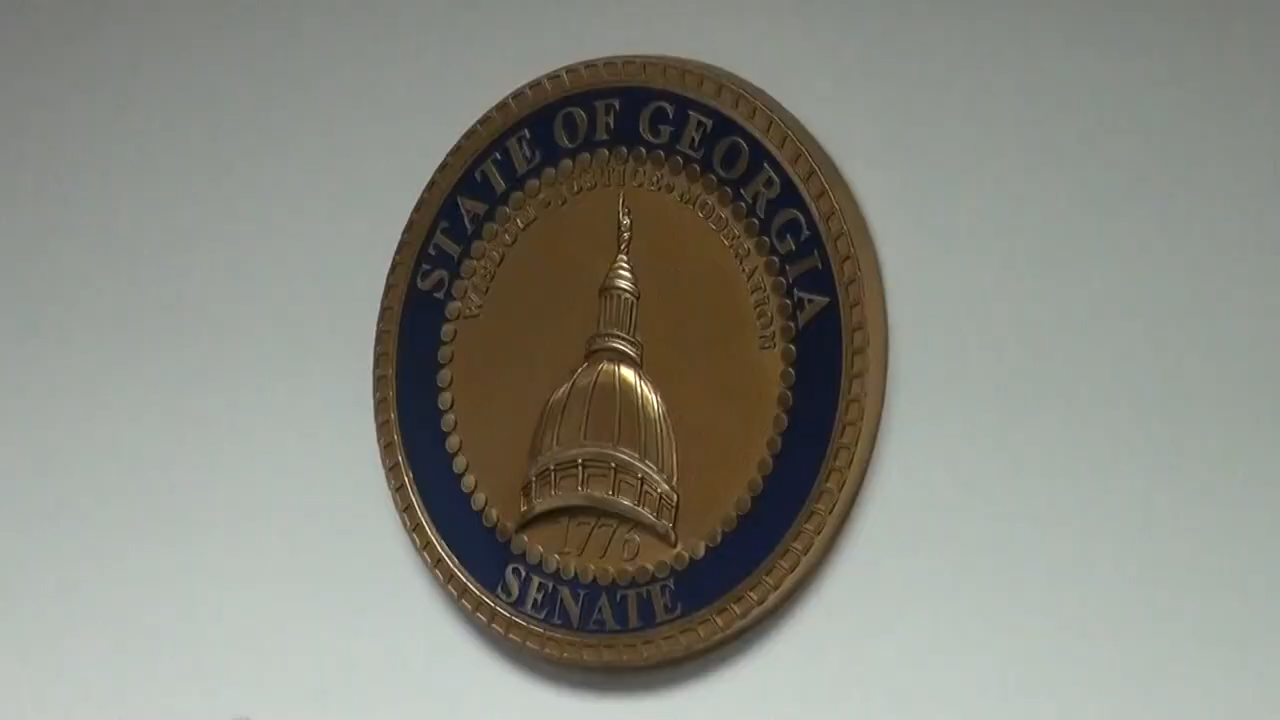 STATE OF GEORGIA
WISDOM · JUSTICE · MODERATION
1776
SENATE